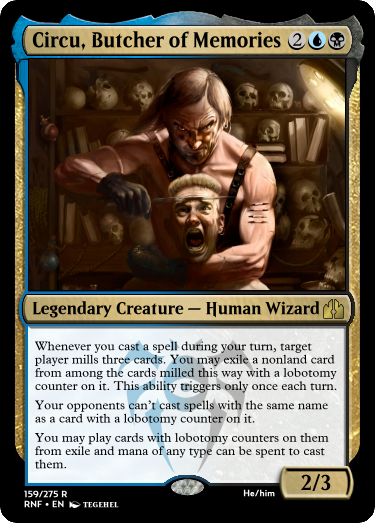 Circu, Butcher of Memories 2
Legendary Creature — Human Wizard
Whenever you cast a spell during your turn, target
player mills three cards. You may exile a nonland card
from among the cards milled this way with a lobotomy
counter on it. This ability triggers only once each turn.
Your opponents can't cast spells with the same name
as a card with a lobotomy counter on it.
You may play cards with lobotomy counters on them
from exile and mana of any type can be spent to cast
them.
2/3
159/275 R
RNF • EN TEGEHEL
He/him